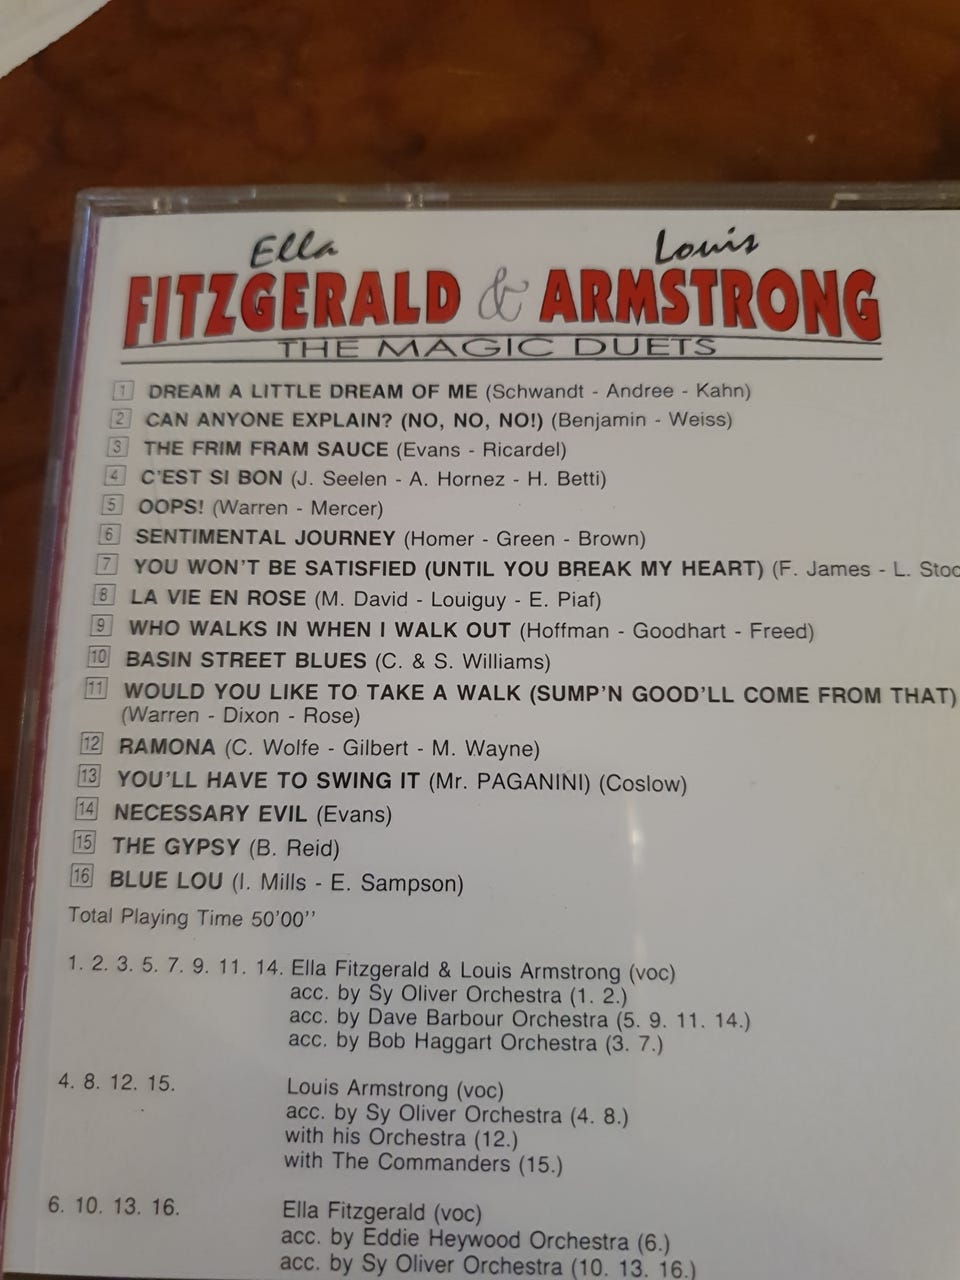 Ella Louis
FITZGERALD & ARMSTRONG
THE MAGIC DUETS
1 DREAM A LITTLE DREAM OF ME (Schwandt - Andree - Kahn)
2 CAN ANYONE EXPLAIN? (NO, NO, NO!) (Benjamin - Weiss)
3 THE FRIM FRAM SAUCE (Evans - Ricardel)
4 C'EST SI BON (J. Seelen - A. Hornez - H. Betti)
5 OOPS! (Warren - Mercer)
6 SENTIMENTAL JOURNEY (Homer - Green - Brown)
7 YOU WON'T BE SATISFIED (UNTIL YOU BREAK MY HEART) (F. James - L. Stoc
8 LA VIE EN ROSE (M. David - Louiguy - E. Piaf)
9 WHO WALKS IN WHEN I WALK OUT (Hoffman - Goodhart - Freed)
10 BASIN STREET BLUES (C. & S. Williams)
11 WOULD YOU LIKE TO TAKE A WALK (SUMP'N GOOD'LL COME FROM THAT)
(Warren - Dixon - Rose)
12 RAMONA (C. Wolfe - Gilbert - M. Wayne)
13 YOU'LL HAVE TO SWING IT (Mr. PAGANINI) (Coslow)
14 NECESSARY EVIL (Evans)
15 THE GYPSY (B. Reid)
16 BLUE LOU (I. Mills - E. Sampson)
Total Playing Time 50'00''
1. 2. 3. 5. 7. 9. 11. 14. Ella Fitzgerald & Louis Armstrong (voc)
acc. by Sy Oliver Orchestra (1. 2.)
acc. by Dave Barbour Orchestra (5. 9. 11. 14.)
acc. by Bob Haggart Orchestra (3. 7.)
4. 8. 12. 15. Louis Armstrong (voc)
acc. by Sy Oliver Orchestra (4. 8.)
with his Orchestra (12.)
with The Commanders (15.)
6. 10. 13. 16. Ella Fitzgerald (voc)
acc. by Eddie Heywood Orchestra (6.)
acc. by Sy Oliver Orchestra (10. 13. 16.)